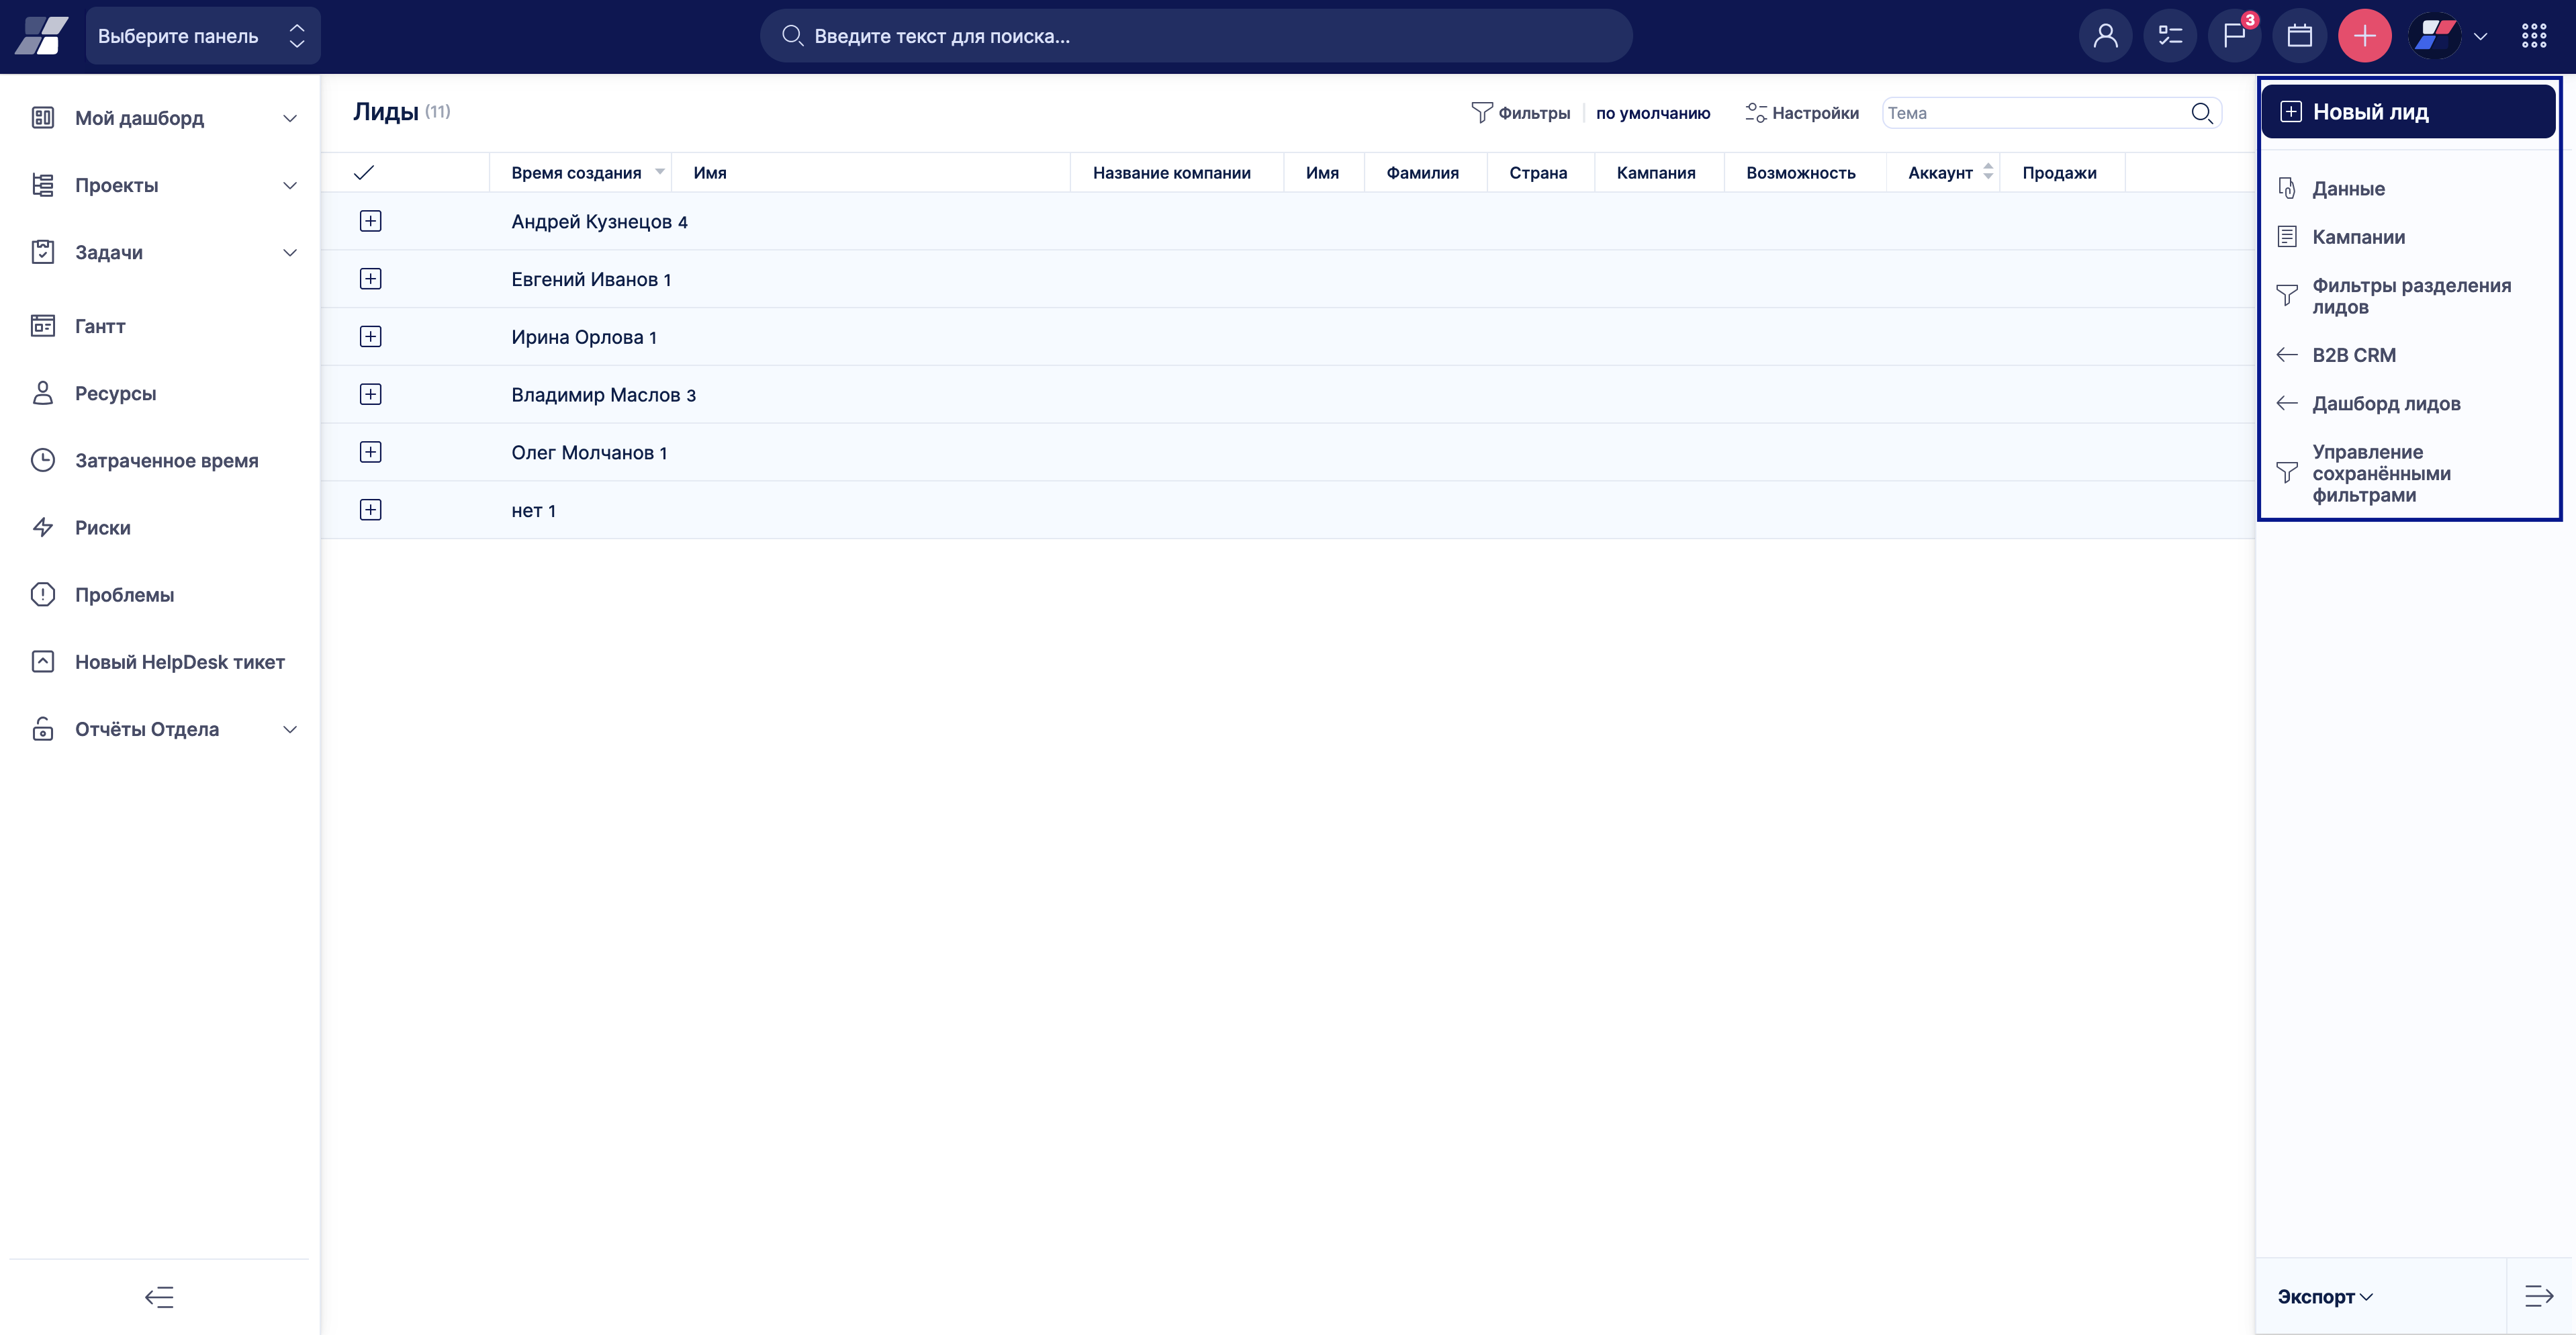 Выберите панель
Введите текст для поиска...
3
Мой дашборд
Проекты
Задачи
Гантт
Ресурсы
Затраченное время
Риски
Проблемы
Новый HelpDesk тикет
Отчёты Отдела
Лиды (11)
Фильтры по умолчанию Настройки Тема
Время создания Имя Название компании Имя Фамилия Страна Кампания Возможность Аккаунт Продажи
Андрей Кузнецов 4
Евгений Иванов 1
Ирина Орлова 1
Владимир Маслов 3
Олег Молчанов 1
нет 1
Новый лид
Данные
Кампании
Фильтры разделения
лидов
B2B CRM
Дашборд лидов
Управление
сохранёнными
фильтрами
Экспорт